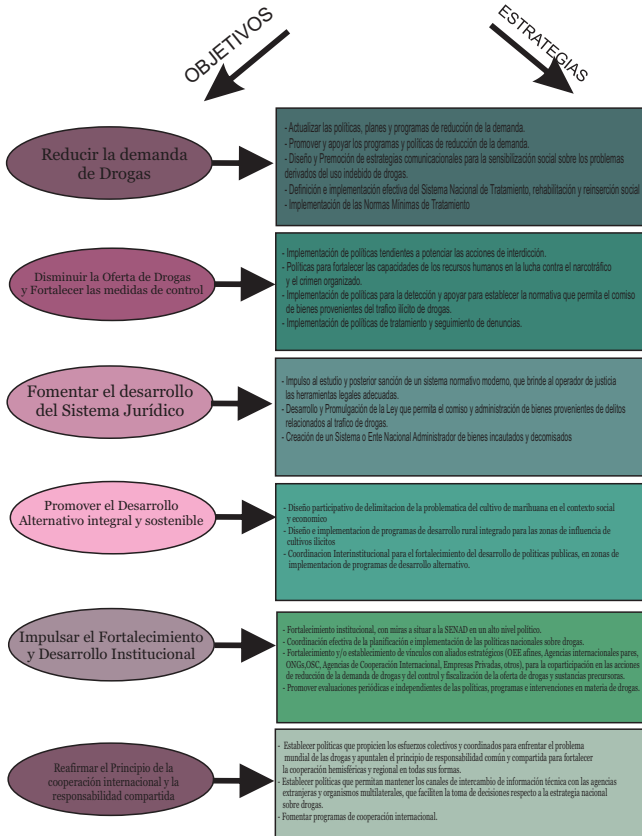 OBJETIVOS
ESTRATEGIAS
Reducir la demanda
de Drogas
- Actualizar las políticas, planes y programas de reducción de la demanda.
- Promover y apoyar los programas y políticas de reducción de la demanda.
- Diseño y Premoción de estrategias comunicacionales para la sensibilización social sobre los problemas
derivados del uso indebido de drogas.
- Definición e implementación efectiva del Sistema Nacional de Tratamiento, rehabilitación y reinserción social
- Implementación de las Normas Mínimas de Tratamiento
Disminuir la Oferta de Drogas
y Fortalecer las medidas de control
- Implementación de políticas tendientes a potenciar las acciones de interdicción.
- Políticas para fortalecer las capacidades de los recursos humanos en la lucha contra el narcotráfico
y el crimen organizado.
- Implementación de políticas para la detección y apoyar para establecer la normativa que permita el comiso
de bienes provenientes del trafico ilícito de drogas.
- Implementación de políticas de tratamiento y seguimiento de denuncias.
Fomentar el desarrollo
del Sistema Jurídico
- Impulso al estudio y posterior sanción de un sistema normativo moderno, que brinde al operador de justicia
las herramientas legales adecuadas.
- Desarrollo y Promulgación de la Ley que permita el comiso y administración de bienes provenientes de delitos
relacionados al trafico de drogas.
- Creación de un Sistema o Ente Nacional Administrador de bienes incautados y decomisados
Promover el Desarrollo
Alternativo integral y sostenible
- Diseño participativo de delimitacion de la problematica del cultivo de marihuana en el contexto social
y economico
- Diseño e implementacion de programas de desarrollo rural integrado para las zonas de influencia de
cultivos ilícitos
- Coordinacion Interinstitucional para el fortalecimiento del desarrollo de políticas publicas, en zonas de
implementacion de programas de desarrollo alternativo.
Impulsar el Fortalecimiento
y Desarrollo Institucional
- Fortalecimiento institucional, con miras a situar a la SENAD en un alto nivel político.
- Coordinación efectiva de la planificación e implementación de las políticas nacionales sobre drogas.
- Fortalecimiento y/o establecimiento de vínculos con aliados estratégicos (OEE afines, Agencias internacionales pares,
ONGs,OSC, Agencias de Cooperación Internacional, Empresas Privadas, otros), para la coparticipación en las acciones
de reducción de la demanda de drogas y del control y fiscalización de la oferta de drogas y sustancias precursoras.
- Promover evaluaciones periódicas e independientes de las políticas, programas e intervenciones en materia de drogas.
Reafirmar el Principio de la
cooperación internacional y la
responsabilidad compartida
- Establecer políticas que propicien los esfuerzos colectivos y coordinados para enfrentar el problema
mundial de las drogas y apuntalen el principio de responsabilidad común y compartida para fortalecer
la cooperación hemisférica y regional en todas sus formas.
- Establecer políticas que permitan mantener los canales de intercambio de información técnica con las agencias
extranjeras y organismos multilaterales, que faciliten la toma de decisiones respecto a la estrategia nacional
sobre drogas.
- Fomentar programas de cooperación internacional.